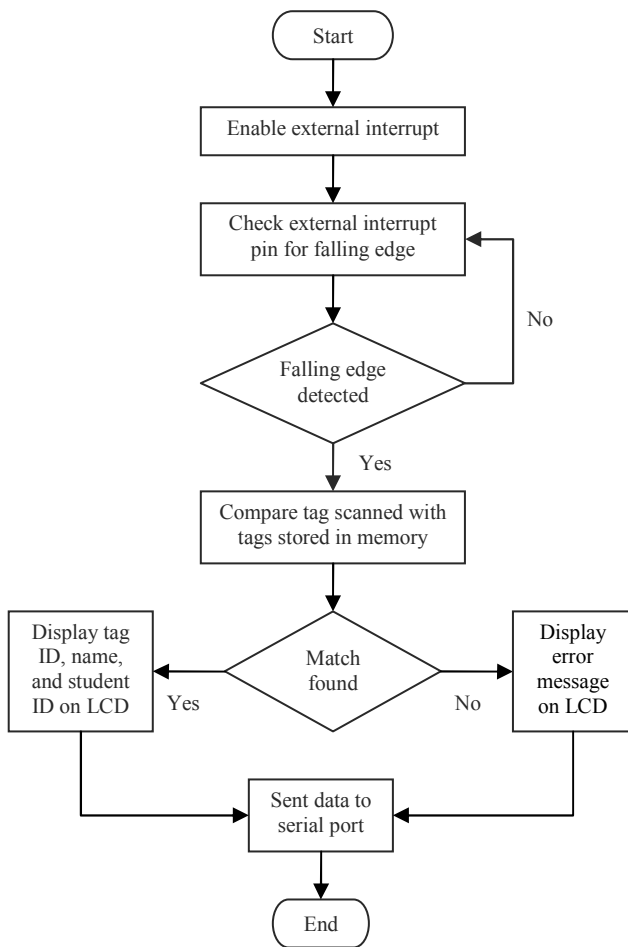 Start
Enable external interrupt
Check external interrupt
pin for falling edge
No
Falling edge
detected
Yes
Compare tag scanned with
tags stored in memory
Display tag
ID, name,
and student
ID on LCD
Yes
Match
found
No
Display
error
message
on LCD
Sent data to
serial port
End